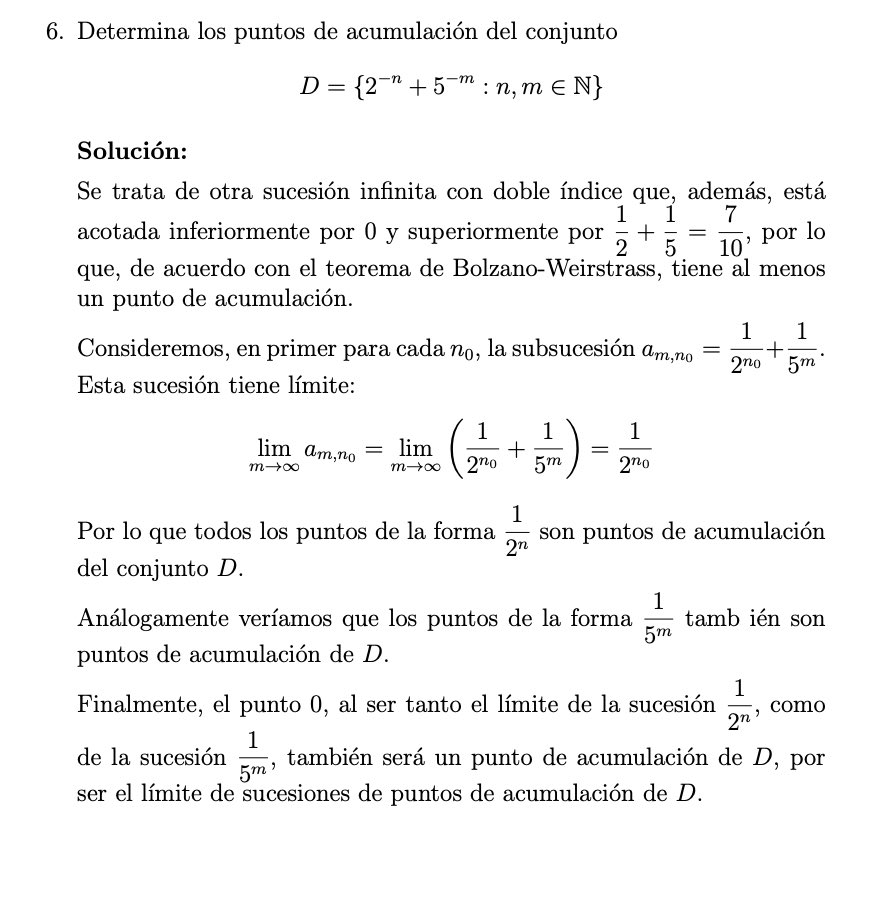 6. Determina los puntos de acumulación del conjunto
D = {2^{−n} + 5^{−m} : n, m ∈ ℕ}
Solución:
Se trata de otra sucesión infinita con doble índice que, además, está
acotada inferiormente por 0 y superiormente por \frac{1}{2} + \frac{1}{5} = \frac{7}{10}, por lo
que, de acuerdo con el teorema de Bolzano-Weirstrass, tiene al menos
un punto de acumulación.
Consideremos, en primer para cada n_0, la subsucesión a_{m,n_0} = \frac{1}{2^{n_0}} + \frac{1}{5^m}.
Esta sucesión tiene límite:
\lim_{m→∞} a_{m,n_0} = \lim_{m→∞} \left( \frac{1}{2^{n_0}} + \frac{1}{5^m} \right) = \frac{1}{2^{n_0}}
Por lo que todos los puntos de la forma \frac{1}{2^n} son puntos de acumulación
del conjunto D.
Análogamente veríamos que los puntos de la forma \frac{1}{5^m} tamb ién son
puntos de acumulación de D.
Finalmente, el punto 0, al ser tanto el límite de la sucesión \frac{1}{2^n}, como
de la sucesión \frac{1}{5^m}, también será un punto de acumulación de D, por
ser el límite de sucesiones de puntos de acumulación de D.